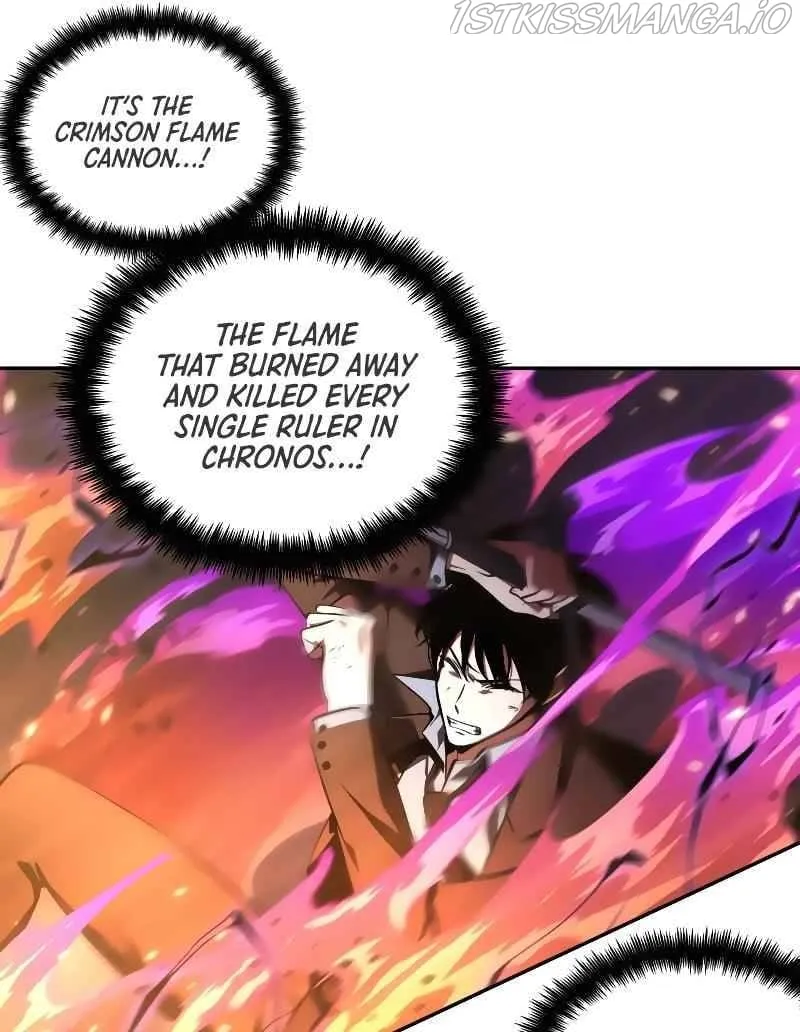 1STKISSMANGA.IO
IT'S THE
CRIMSON FLAME
CANNON...!
THE FLAME
THAT BURNED AWAY
AND KILLED EVERY
SINGLE RULER IN
CHRONOS...!